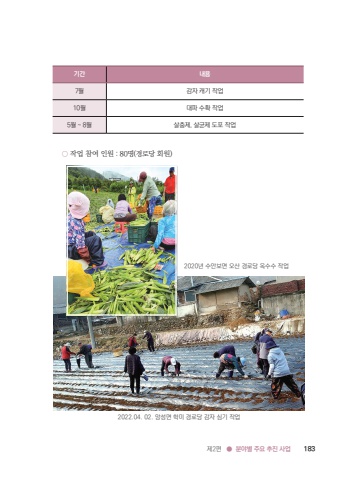 기간 내용
7월 감자 캐기 작업
10월 대파 수확 작업
5월 ~ 8월 살충제, 살균제 도포 작업
○ 작업 참여 인원 : 80명(경로당 회원)
2020년 수안보면 오산 경로당 옥수수 작업
2022.04. 02. 앙성면 학미 경로당 감자 심기 작업
제2편 ● 분야별 주요 추진 사업 183